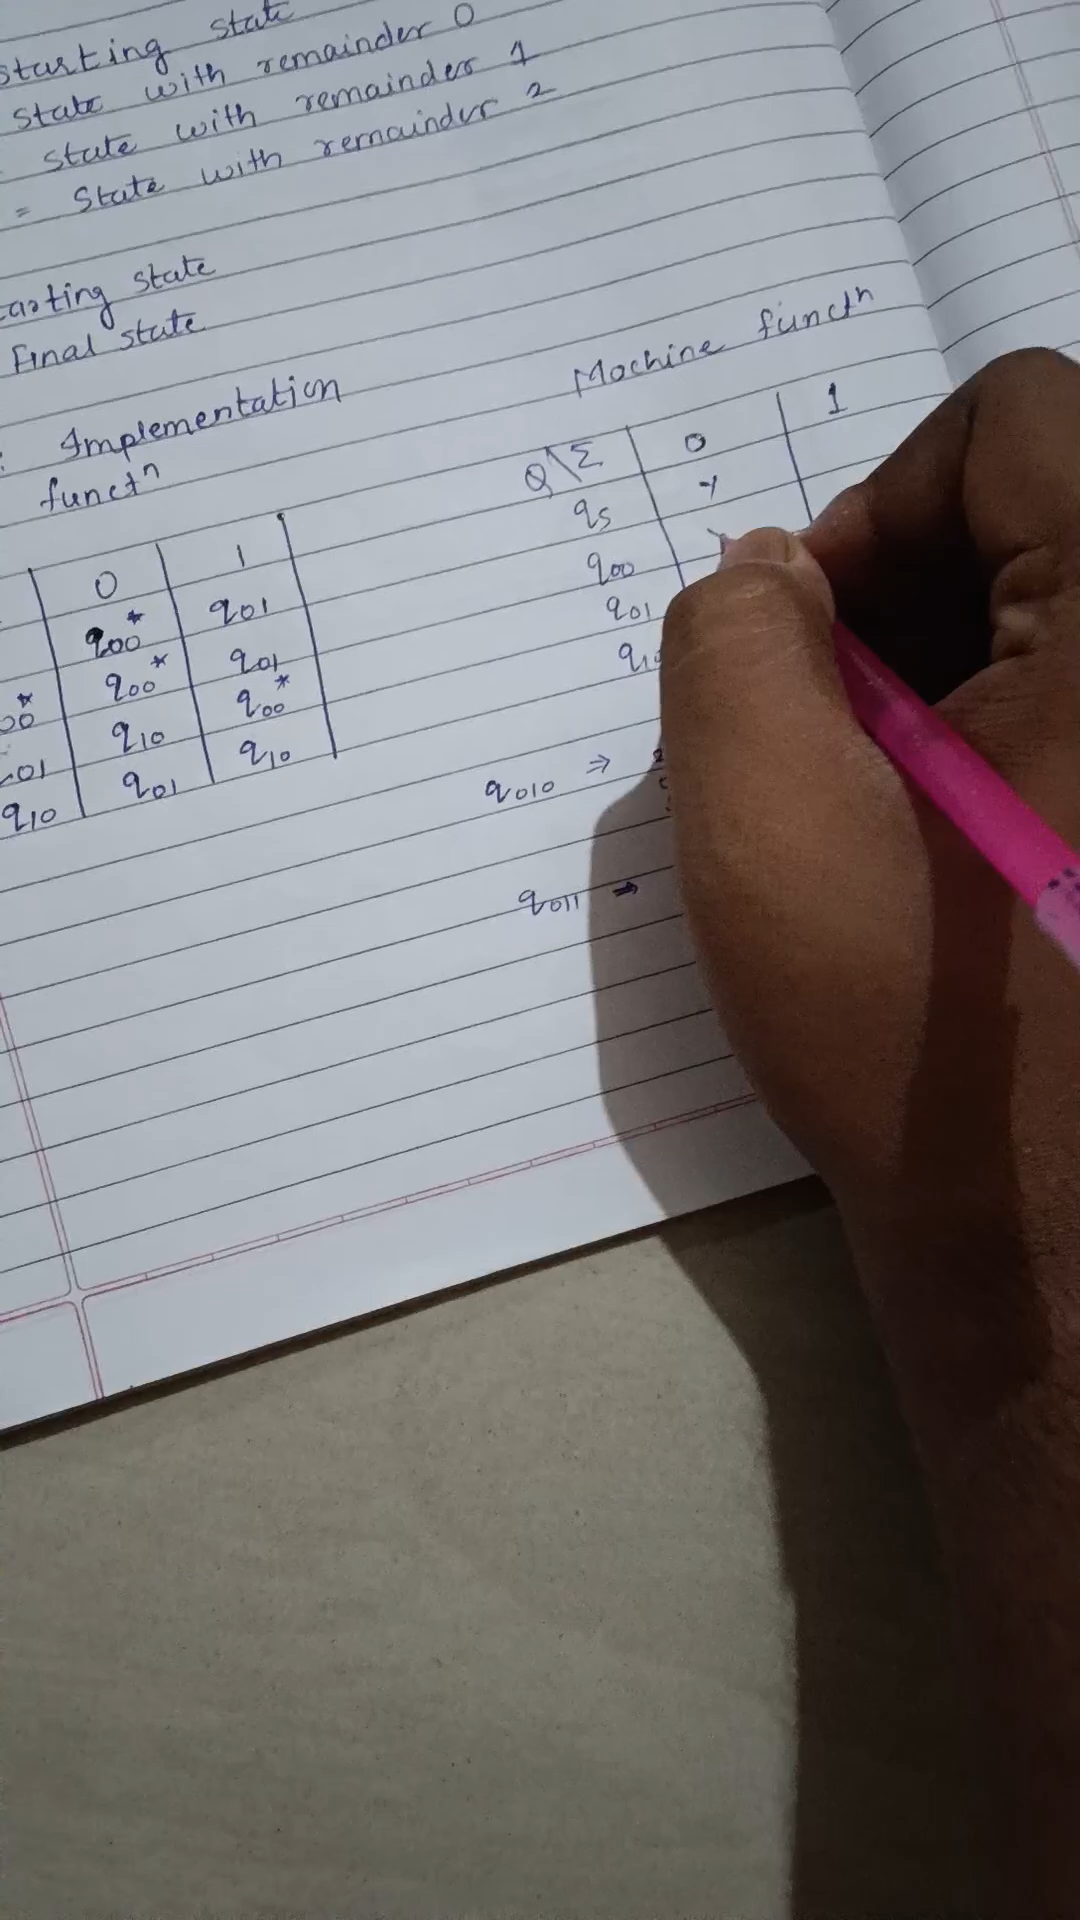 starting state
state with remainder 0
state with remainder 1
= State with remainder 2
state
Final state
: Implementation
functⁿ
Machine functⁿ
0 1
q00* q01
q00* q01
q01 q10 q00*
q10 q01 q10
Q\Σ 0 1
qs Y
q00
q01
q010 ⇒
q011 →